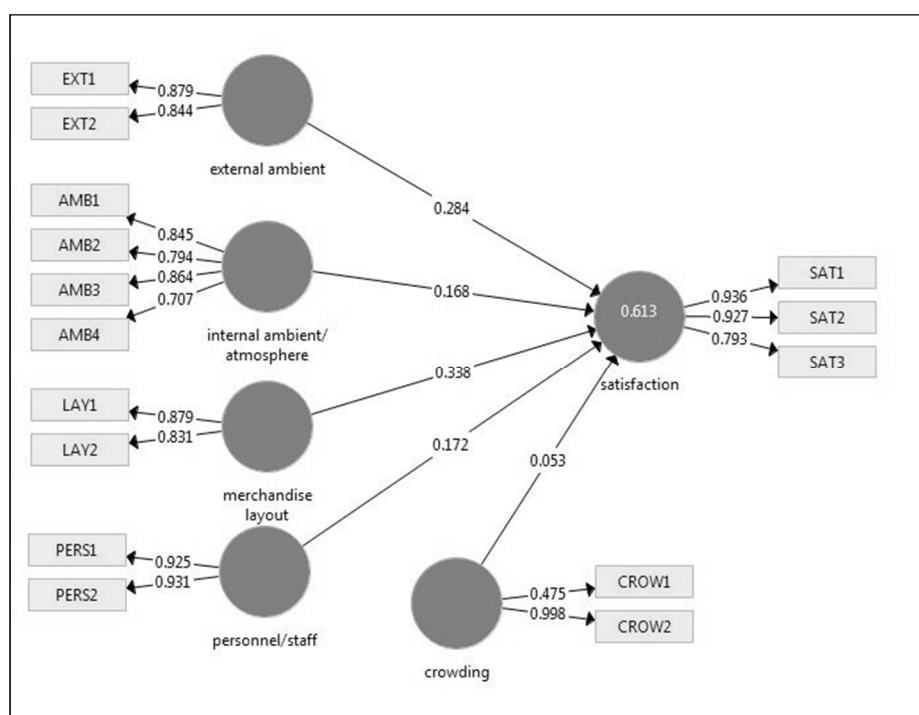 EXT1
0.879
EXT2
0.844
external ambient
0.284
AMB1
0.845
AMB2
0.794
AMB3
0.864
AMB4
0.707
internal ambient/
atmosphere
0.168
LAY1
0.879
LAY2
0.831
merchandise
layout
0.338
PERS1
0.925
PERS2
0.931
personnel/staff
0.172
CROW1
0.475
CROW2
0.998
crowding
0.053
0.613
satisfaction
SAT1
0.936
SAT2
0.927
SAT3
0.793